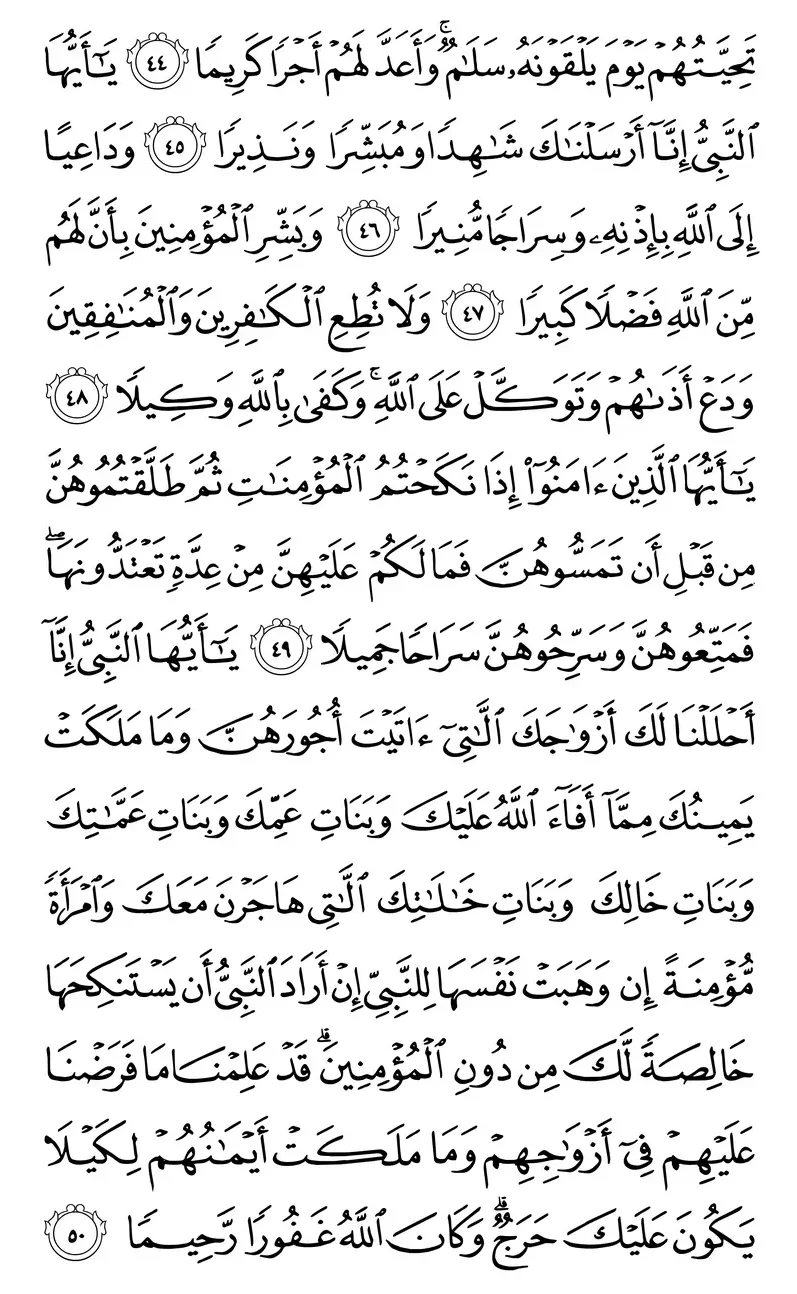 تَحِيَّتُهُمْ يَوْمَ يَلْقَوْنَهُۥ سَلَٰمٌۭ ۚ وَأَعَدَّ لَهُمْ أَجْرًا كَرِيمًا ٤٤ يَٰٓأَيُّهَا
ٱلنَّبِىُّ إِنَّآ أَرْسَلْنَٰكَ شَٰهِدًا وَمُبَشِّرًا وَنَذِيرًا ٤٥ وَدَاعِيًا
إِلَى ٱللَّهِ بِإِذْنِهِۦ وَسِرَاجًا مُّنِيرًا ٤٦ وَبَشِّرِ ٱلْمُؤْمِنِينَ بِأَنَّ لَهُم
مِّنَ ٱللَّهِ فَضْلًا كَبِيرًا ٤٧ وَلَا تُطِعِ ٱلْكَٰفِرِينَ وَٱلْمُنَٰفِقِينَ
وَدَعْ أَذَىٰهُمْ وَتَوَكَّلْ عَلَى ٱللَّهِ ۚ وَكَفَىٰ بِٱللَّهِ وَكِيلًا ٤٨
يَٰٓأَيُّهَا ٱلَّذِينَ ءَامَنُوٓا۟ إِذَا نَكَحْتُمُ ٱلْمُؤْمِنَٰتِ ثُمَّ طَلَّقْتُمُوهُنَّ
مِن قَبْلِ أَن تَمَسُّوهُنَّ فَمَا لَكُمْ عَلَيْهِنَّ مِنْ عِدَّةٍ تَعْتَدُّونَهَا ۖ
فَمَتِّعُوهُنَّ وَسَرِّحُوهُنَّ سَرَاحًا جَمِيلًا ٤٩ يَٰٓأَيُّهَا ٱلنَّبِىُّ إِنَّآ
أَحْلَلْنَا لَكَ أَزْوَٰجَكَ ٱلَّٰتِىٓ ءَاتَيْتَ أُجُورَهُنَّ وَمَا مَلَكَتْ
يَمِينُكَ مِمَّآ أَفَآءَ ٱللَّهُ عَلَيْكَ وَبَنَاتِ عَمِّكَ وَبَنَاتِ عَمَّٰتِكَ
وَبَنَاتِ خَالِكَ وَبَنَاتِ خَٰلَٰتِكَ ٱلَّٰتِى هَاجَرْنَ مَعَكَ وَٱمْرَأَةً
مُّؤْمِنَةً إِن وَهَبَتْ نَفْسَهَا لِلنَّبِىِّ إِنْ أَرَادَ ٱلنَّبِىُّ أَن يَسْتَنكِحَهَا
خَالِصَةً لَّكَ مِن دُونِ ٱلْمُؤْمِنِينَ ۗ قَدْ عَلِمْنَا مَا فَرَضْنَا
عَلَيْهِمْ فِىٓ أَزْوَٰجِهِمْ وَمَا مَلَكَتْ أَيْمَٰنُهُمْ لِكَيْلَا
يَكُونَ عَلَيْكَ حَرَجٌۭ ۗ وَكَانَ ٱللَّهُ غَفُورًا رَّحِيمًا ٥٠